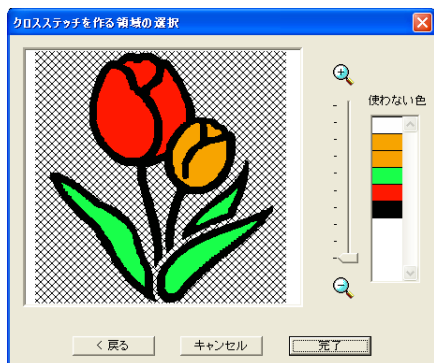 クロスステッチを作る領域の選択
使わない色
< 戻る
キャンセル
完了